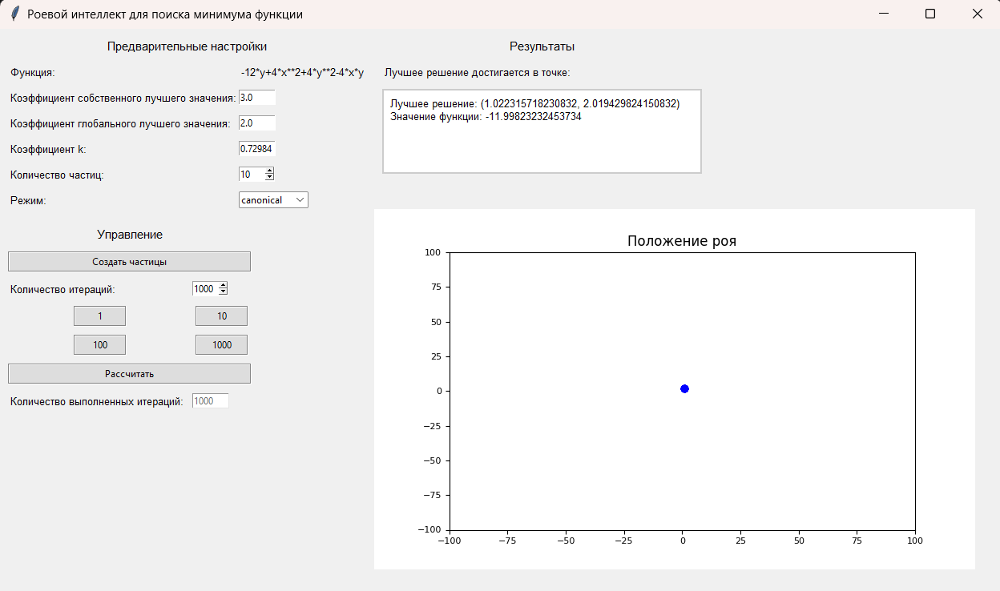 Роевой интеллект для поиска минимума функции
Предварительные настройки
Функция: -12*y+4*x**2+4*y**2-4*x*y
Коэффициент собственного лучшего значения: 3.0
Коэффициент глобального лучшего значения: 2.0
Коэффициент k: 0.72984
Количество частиц: 10
Режим: canonical
Управление
Создать частицы
Количество итераций: 1000
1 10
100 1000
Рассчитать
Количество выполненных итераций: 1000
Результаты
Лучшее решение достигается в точке:
Лучшее решение: (1.022315718230832, 2.019429824150832)
Значение функции: -11.99823232453734
Положение роя
100
75
50
25
0
−25
−50
−75
−100
−100 −75 −50 −25 0 25 50 75 100